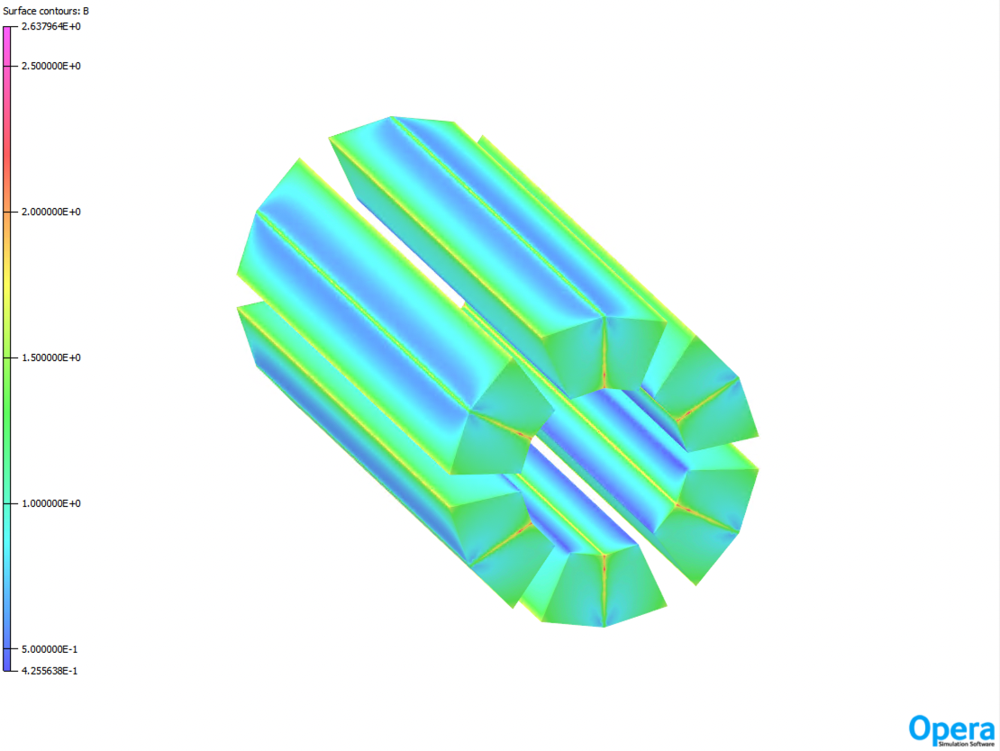 Surface contours: B
2.637964E+0
2.500000E+0
2.000000E+0
1.500000E+0
1.000000E+0
5.000000E-1
4.255638E-1
Opera
Simulation Software